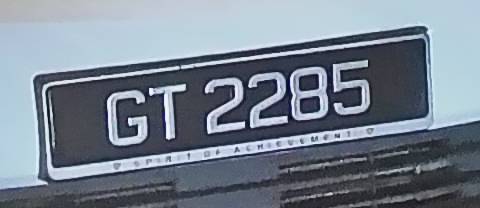 GT 2285
SPIRIT OF ACHIEVEMENT